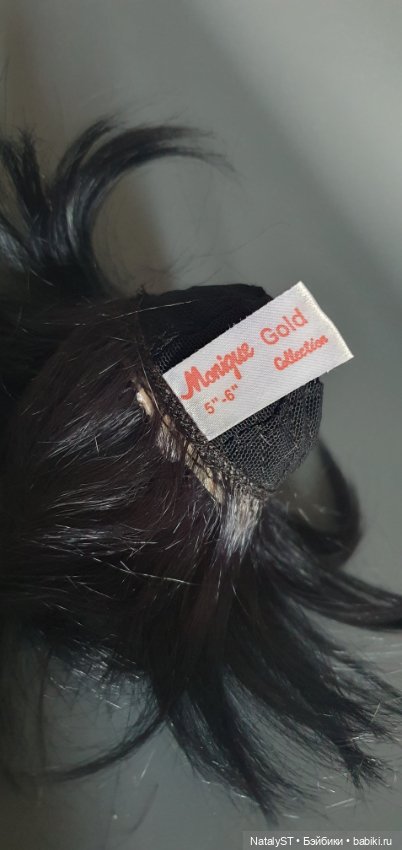 Monique Gold
5"-6" Collection
NatalyST • Бэйбики • babiki.ru